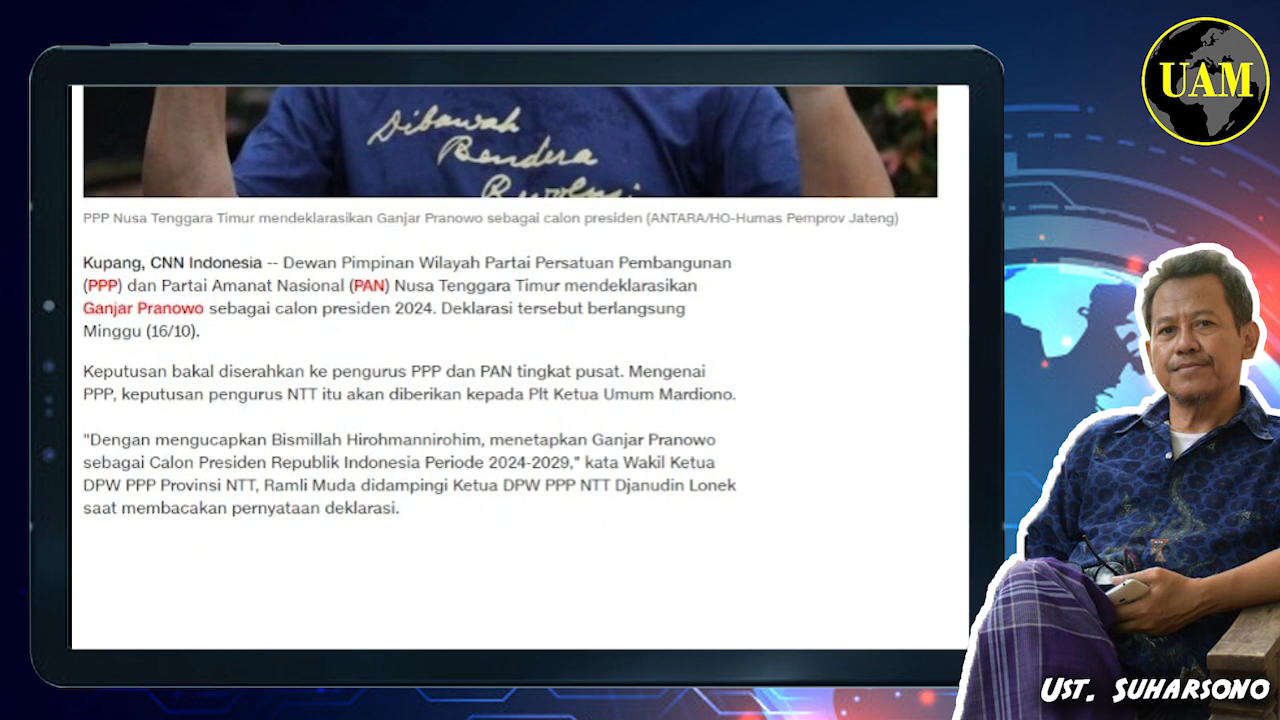 UAM
Dibawah
Bendera
Revolusi
PPP Nusa Tenggara Timur mendeklarasikan Ganjar Pranowo sebagai calon presiden (ANTARA/HO-Humas Pemprov Jateng)
Kupang, CNN Indonesia -- Dewan Pimpinan Wilayah Partai Persatuan Pembangunan
(PPP) dan Partai Amanat Nasional (PAN) Nusa Tenggara Timur mendeklarasikan
Ganjar Pranowo sebagai calon presiden 2024. Deklarasi tersebut berlangsung
Minggu (16/10).
Keputusan bakal diserahkan ke pengurus PPP dan PAN tingkat pusat. Mengenai
PPP, keputusan pengurus NTT itu akan diberikan kepada Plt Ketua Umum Mardiono.
"Dengan mengucapkan Bismillah Hirohmannirohim, menetapkan Ganjar Pranowo
sebagai Calon Presiden Republik Indonesia Periode 2024-2029," kata Wakil Ketua
DPW PPP Provinsi NTT, Ramli Muda didampingi Ketua DPW PPP NTT Djanudin Lonek
saat membacakan pernyataan deklarasi.
UST. SUHARSONO